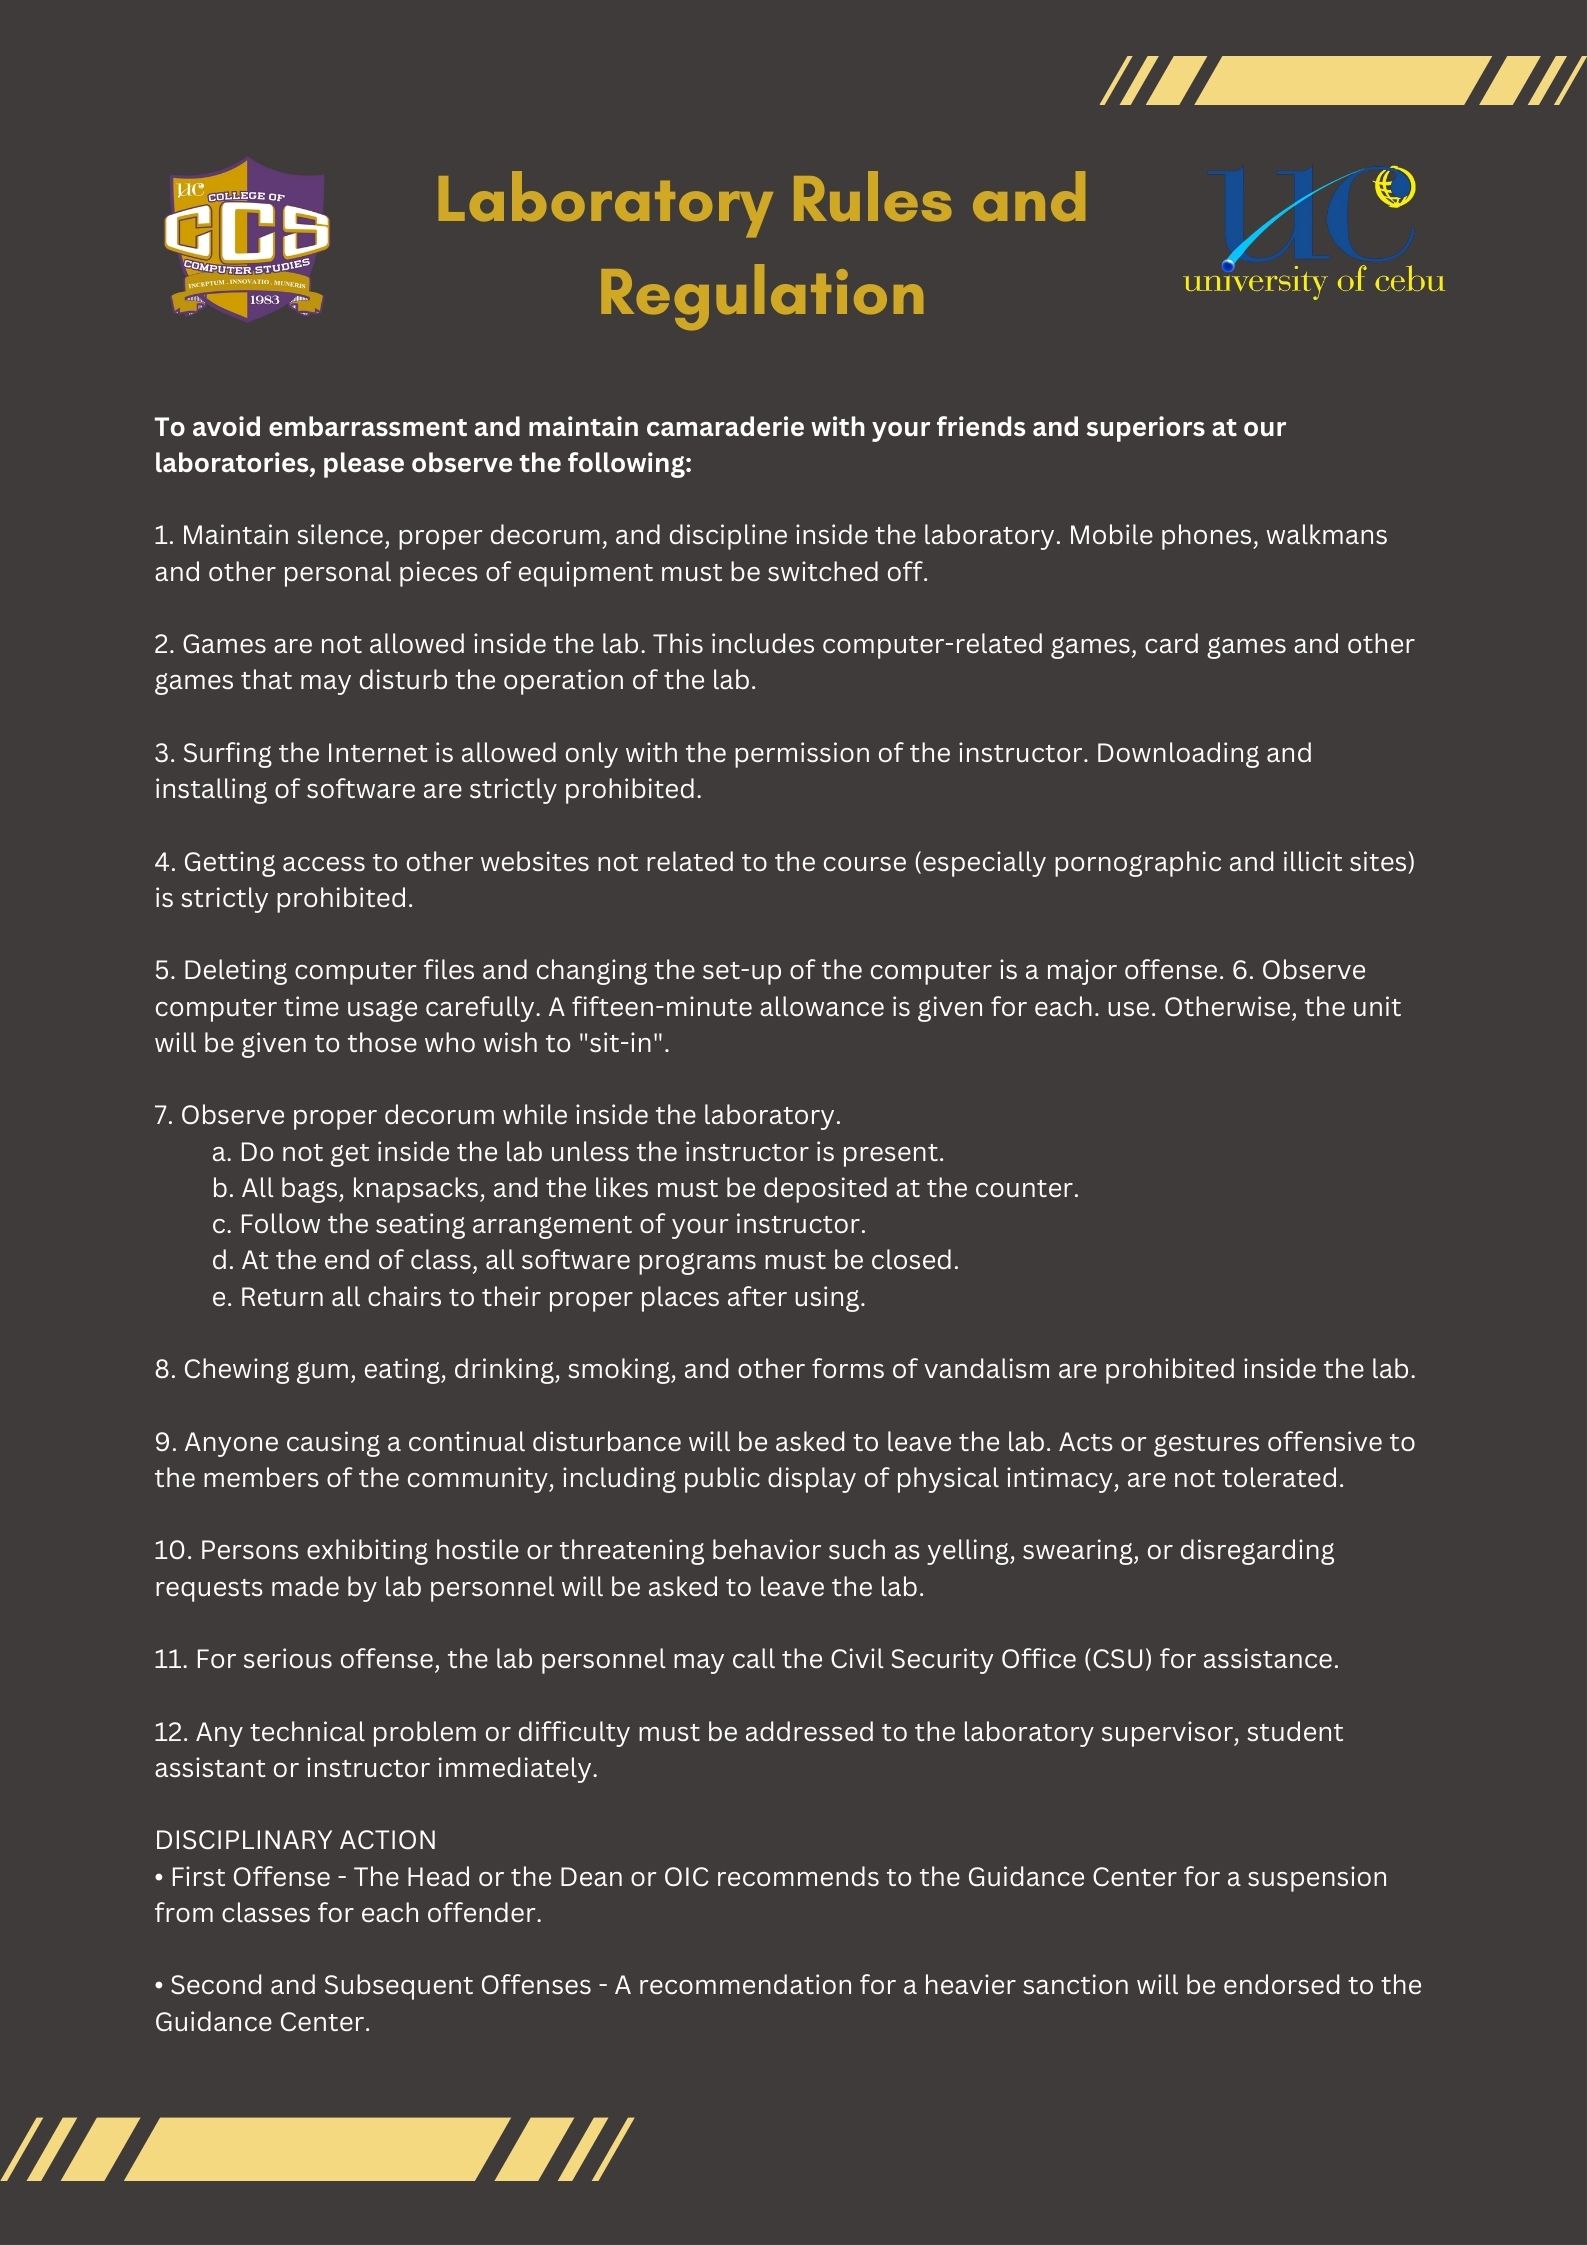 UC
COLLEGE OF
CCS
COMPUTER STUDIES
INCEPTUM . INNOVATIO . MUNERIS
1983
Laboratory Rules and
Regulation
uc
university of cebu
To avoid embarrassment and maintain camaraderie with your friends and superiors at our
laboratories, please observe the following:
1. Maintain silence, proper decorum, and discipline inside the laboratory. Mobile phones, walkmans
and other personal pieces of equipment must be switched off.
2. Games are not allowed inside the lab. This includes computer-related games, card games and other
games that may disturb the operation of the lab.
3. Surfing the Internet is allowed only with the permission of the instructor. Downloading and
installing of software are strictly prohibited.
4. Getting access to other websites not related to the course (especially pornographic and illicit sites)
is strictly prohibited.
5. Deleting computer files and changing the set-up of the computer is a major offense. 6. Observe
computer time usage carefully. A fifteen-minute allowance is given for each. use. Otherwise, the unit
will be given to those who wish to "sit-in".
7. Observe proper decorum while inside the laboratory.
a. Do not get inside the lab unless the instructor is present.
b. All bags, knapsacks, and the likes must be deposited at the counter.
c. Follow the seating arrangement of your instructor.
d. At the end of class, all software programs must be closed.
e. Return all chairs to their proper places after using.
8. Chewing gum, eating, drinking, smoking, and other forms of vandalism are prohibited inside the lab.
9. Anyone causing a continual disturbance will be asked to leave the lab. Acts or gestures offensive to
the members of the community, including public display of physical intimacy, are not tolerated.
10. Persons exhibiting hostile or threatening behavior such as yelling, swearing, or disregarding
requests made by lab personnel will be asked to leave the lab.
11. For serious offense, the lab personnel may call the Civil Security Office (CSU) for assistance.
12. Any technical problem or difficulty must be addressed to the laboratory supervisor, student
assistant or instructor immediately.
DISCIPLINARY ACTION
• First Offense - The Head or the Dean or OIC recommends to the Guidance Center for a suspension
from classes for each offender.
• Second and Subsequent Offenses - A recommendation for a heavier sanction will be endorsed to the
Guidance Center.